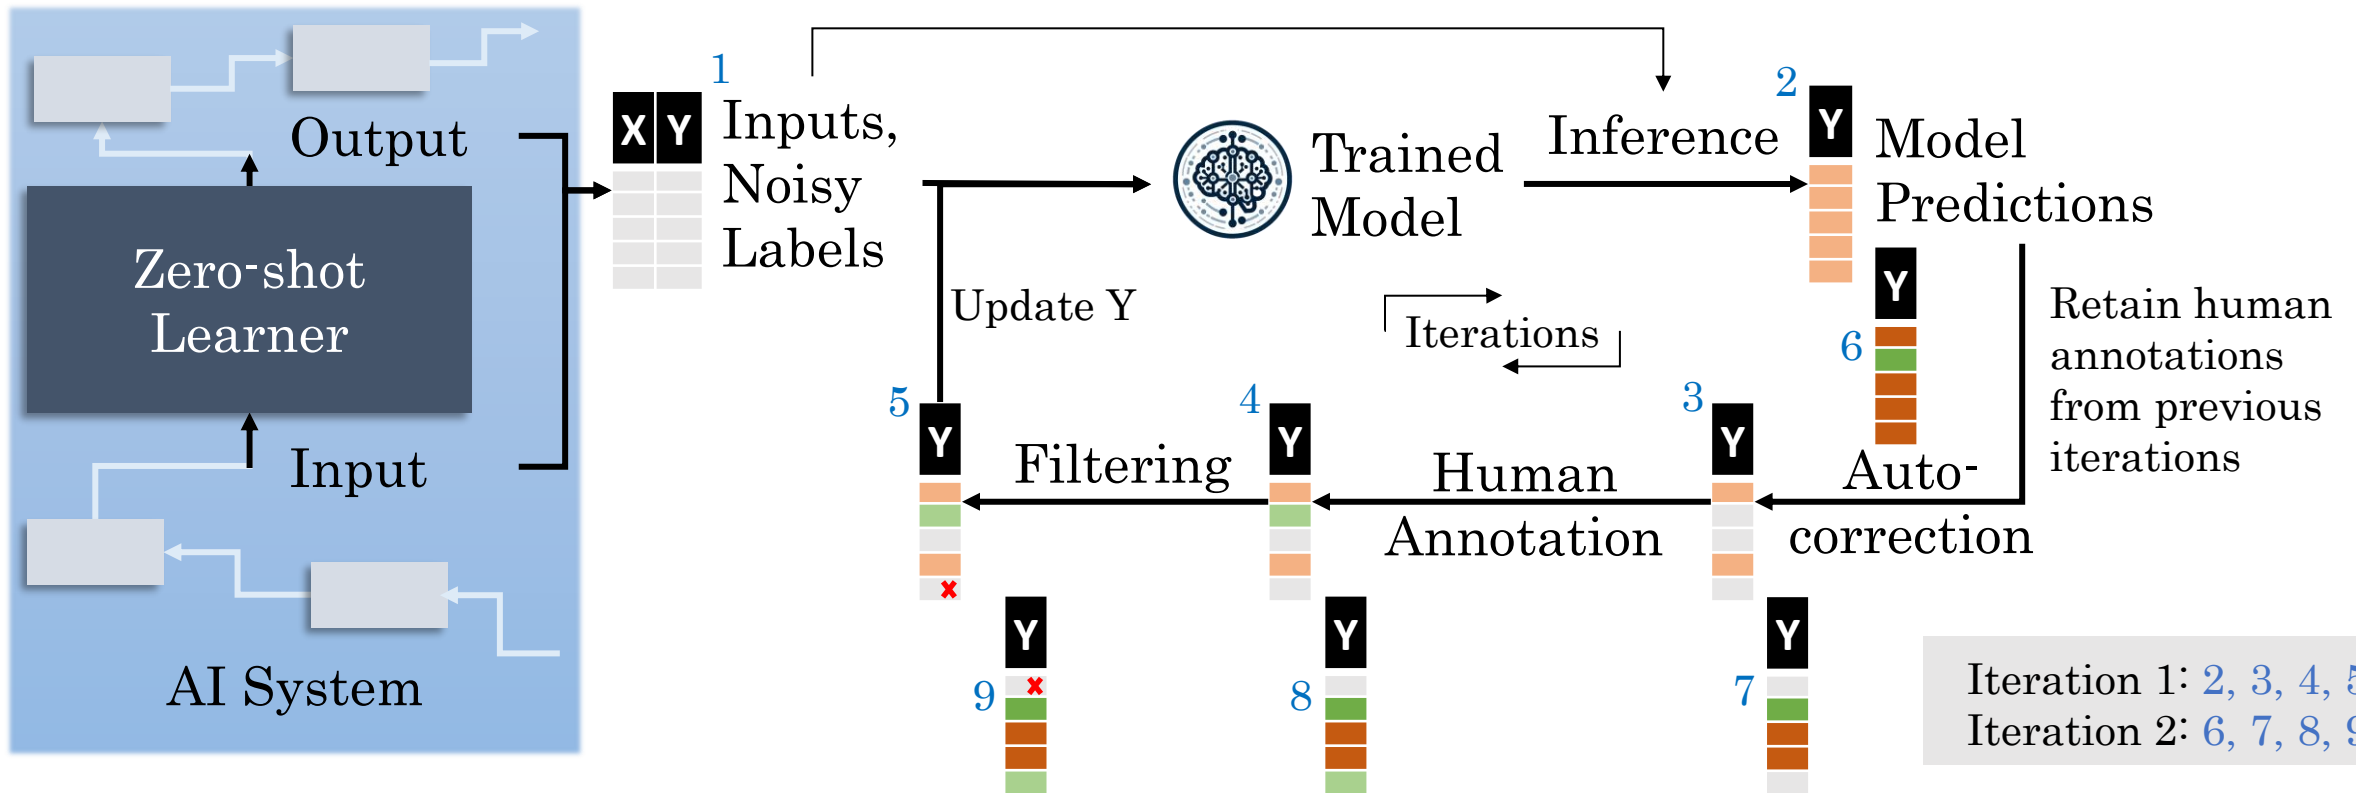 Output
Zero-shot
Learner
Input
AI System
X Y
1
Inputs,
Noisy
Labels
Trained
Model
Inference
2
Y
Model
Predictions
Update Y
Iterations
Y
6
Retain human
annotations
from previous
iterations
5
Y
Filtering
4
Y
Human
Annotation
3
Y
Auto-
correction
Y
9
Y
8
Y
7
Iteration 1: 2, 3, 4, 5
Iteration 2: 6, 7, 8, 9